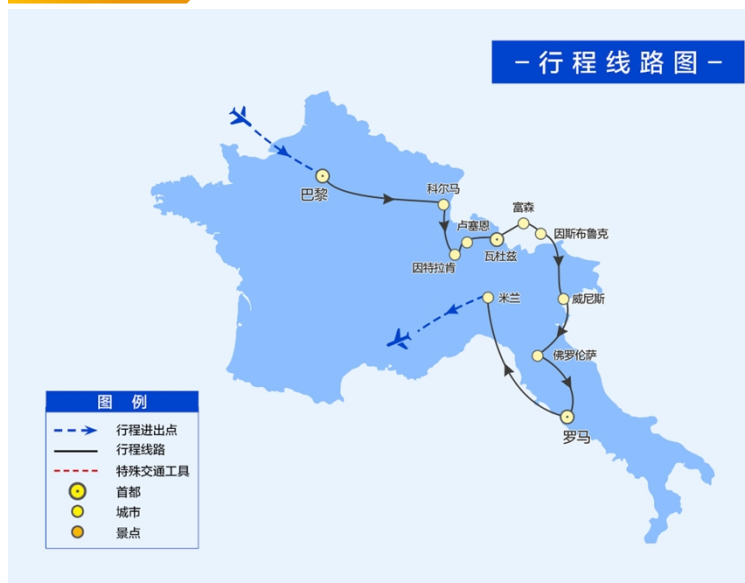 －行程线路图－
巴黎
科尔马
富森
卢塞恩
因斯布鲁克
瓦杜兹
因特拉肯
米兰
威尼斯
佛罗伦萨
罗马
图 例
行程进出点
行程线路
特殊交通工具
首都
城市
景点